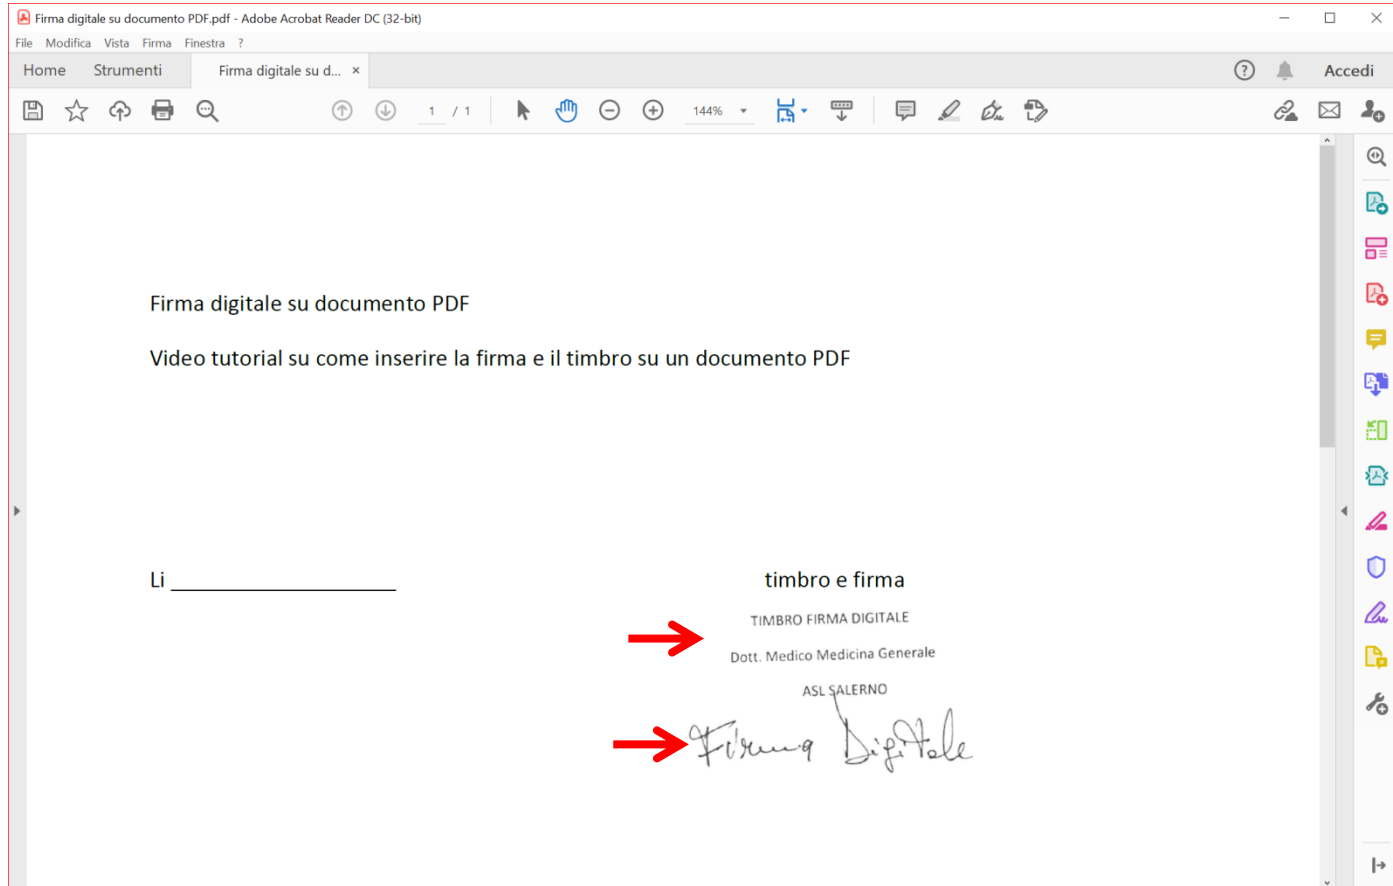 Firma digitale su documento PDF.pdf - Adobe Acrobat Reader DC (32-bit)
File Modifica Vista Firma Finestra ?
Home Strumenti Firma digitale su d... × Accedi
1 / 1 144%
Firma digitale su documento PDF
Video tutorial su come inserire la firma e il timbro su un documento PDF
Li ____________________ timbro e firma
TIMBRO FIRMA DIGITALE
Dott. Medico Medicina Generale
ASL SALERNO
Firma Digitale